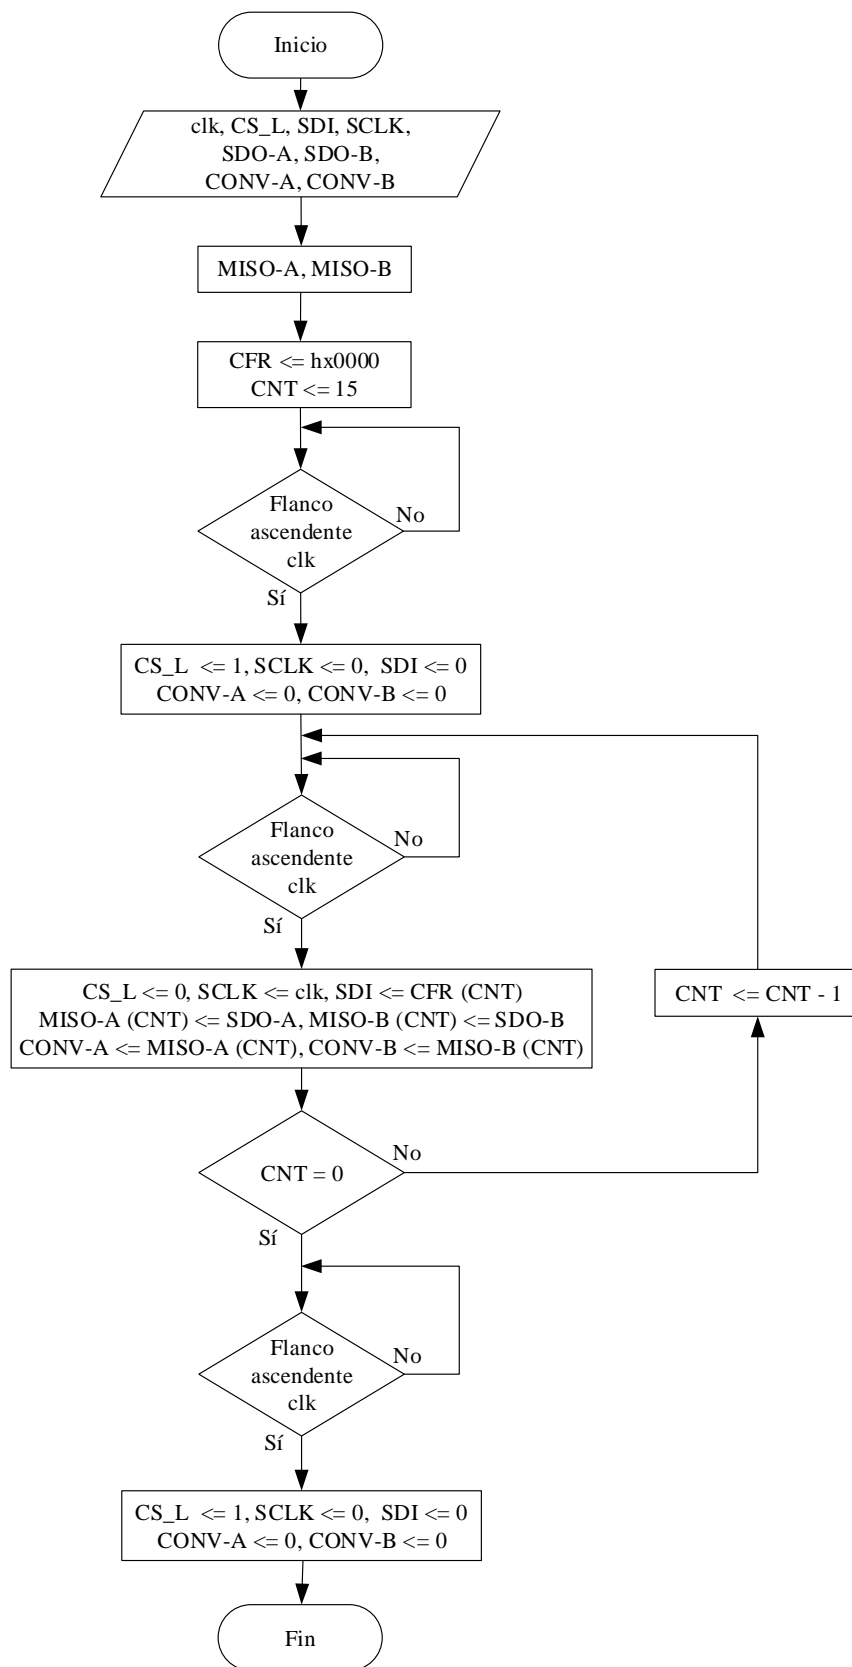 Inicio
clk, CS_L, SDI, SCLK,
SDO-A, SDO-B,
CONV-A, CONV-B
MISO-A, MISO-B
CFR <= hx0000
CNT <= 15
Flanco
ascendente
clk
No
Sí
CS_L <= 1, SCLK <= 0, SDI <= 0
CONV-A <= 0, CONV-B <= 0
Flanco
ascendente
clk
No
Sí
CS_L <= 0, SCLK <= clk, SDI <= CFR (CNT)
MISO-A (CNT) <= SDO-A, MISO-B (CNT) <= SDO-B
CONV-A <= MISO-A (CNT), CONV-B <= MISO-B (CNT)
CNT <= CNT - 1
CNT = 0
No
Sí
Flanco
ascendente
clk
No
Sí
CS_L <= 1, SCLK <= 0, SDI <= 0
CONV-A <= 0, CONV-B <= 0
Fin